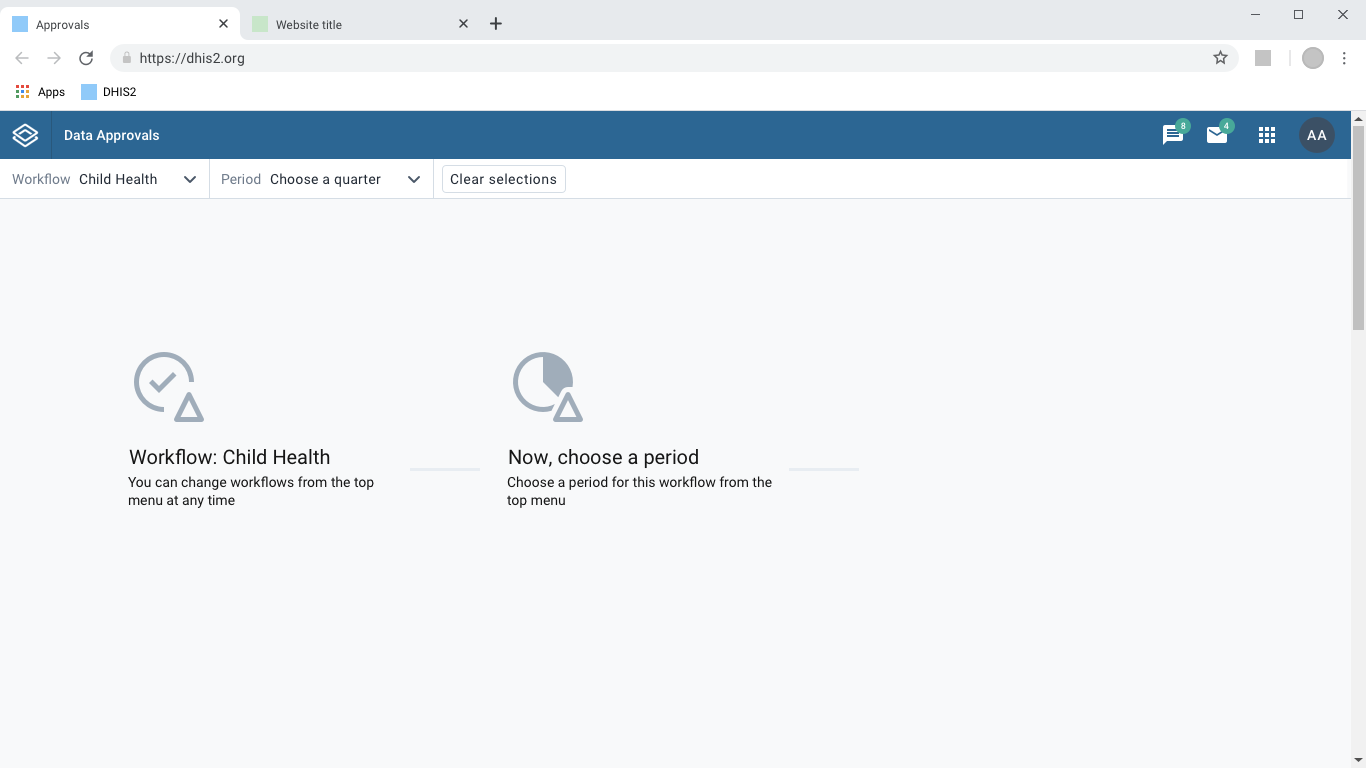 Approvals
Website title
https://dhis2.org
Apps
DHIS2
Data Approvals
8
4
AA
Workflow Child Health
Period Choose a quarter
Clear selections
Workflow: Child Health
You can change workflows from the top
menu at any time
Now, choose a period
Choose a period for this workflow from the
top menu